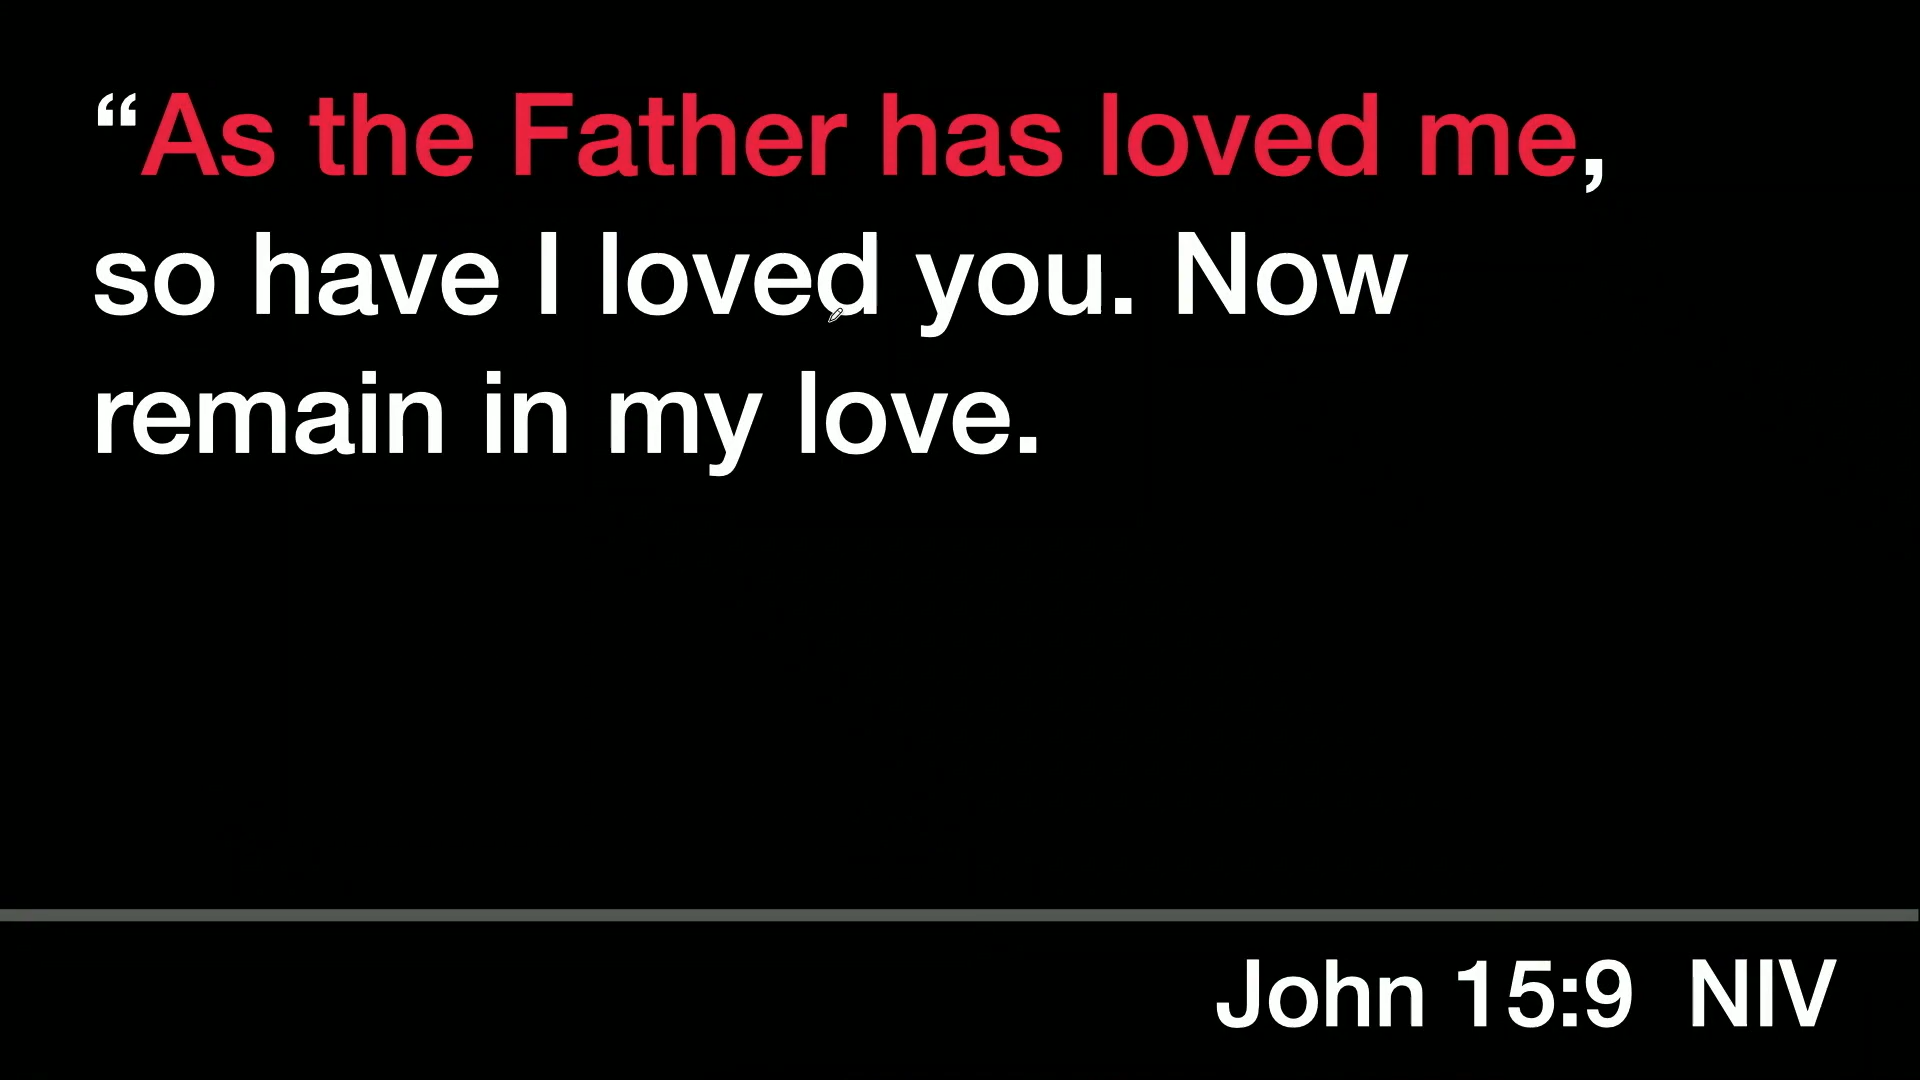 “As the Father has loved me,
so have I loved you. Now
remain in my love.
John 15:9  NIV